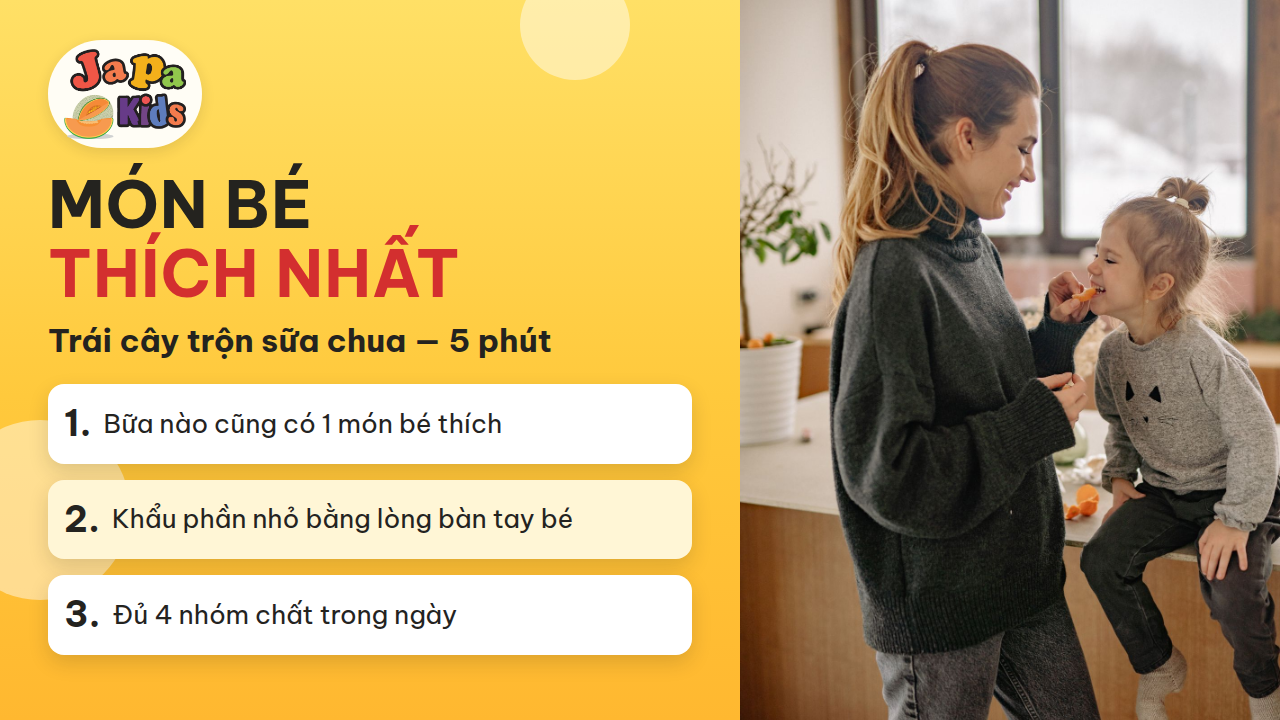 Japa
Kids
MÓN BÉ
THÍCH NHẤT
Trái cây trộn sữa chua – 5 phút
1. Bữa nào cũng có 1 món bé thích
2. Khẩu phần nhỏ bằng lòng bàn tay bé
3. Đủ 4 nhóm chất trong ngày